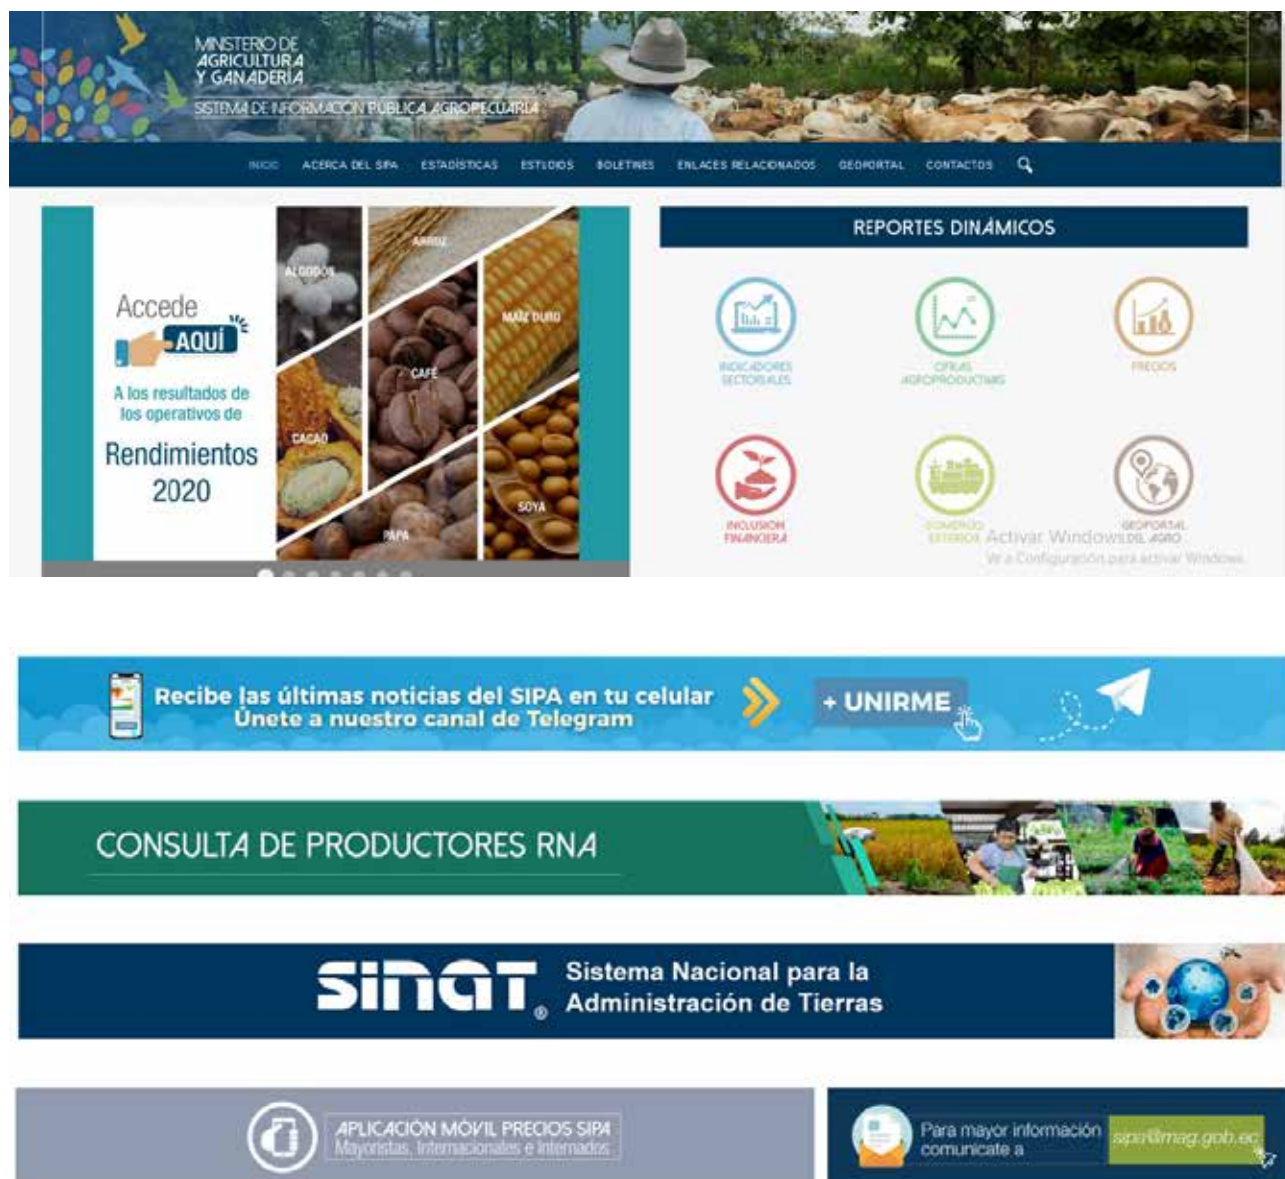 MINISTERIO DE
AGRICULTURA
Y GANADERÍA
SISTEMA DE INFORMACIÓN PÚBLICA AGROPECUARIA
INICIO ACERCA DEL SIPA ESTADÍSTICAS ESTUDIOS BOLETINES ENLACES RELACIONADOS GEOPORTAL CONTACTOS
Accede
AQUÍ
A los resultados de
los operativos de
Rendimientos
2020
ALGODÓN
ARROZ
MAÍZ DURO
CAFÉ
CACAO
SOYA
PAPA
REPORTES DINÁMICOS
INDICADORES
SECTORIALES
CIFRAS
AGROPRODUCTIVAS
PRECIOS
INCLUSIÓN
FINANCIERA
COMERCIO
EXTERIOR
GEOPORTAL
DEL AGRO
Activar Windows
Ve a Configuración para activar Windows.
Recibe las últimas noticias del SIPA en tu celular
Únete a nuestro canal de Telegram
+ UNIRME
CONSULTA DE PRODUCTORES RNA
SINAT® Sistema Nacional para la
Administración de Tierras
APLICACIÓN MÓVIL PRECIOS SIPA
Mayoristas, Internacionales e Internados
Para mayor información
comunicate a
sipa@mag.gob.ec